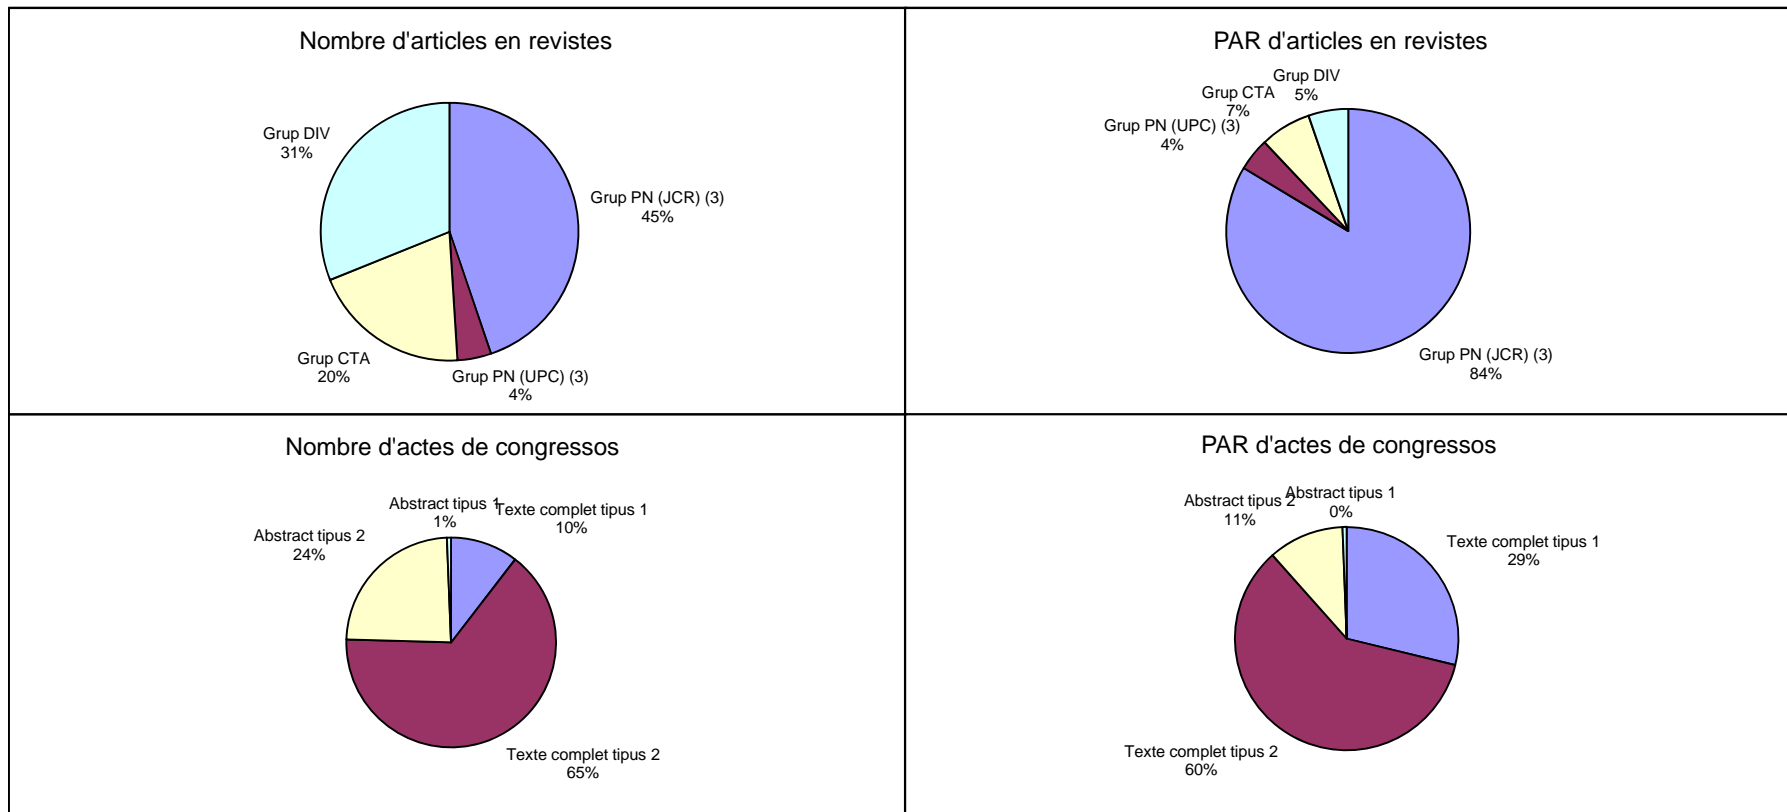 Nombre d'articles en revistes
Grup DIV
31%
Grup PN (JCR) (3)
45%
Grup CTA
20%
Grup PN (UPC) (3)
4%
PAR d'articles en revistes
Grup DIV
5%
Grup CTA
7%
Grup PN (UPC) (3)
4%
Grup PN (JCR) (3)
84%
Nombre d'actes de congressos
Abstract tipus 1
1%
Texte complet tipus 1
10%
Abstract tipus 2
24%
Texte complet tipus 2
65%
PAR d'actes de congressos
Abstract tipus 1
0%
Abstract tipus 2
11%
Texte complet tipus 1
29%
Texte complet tipus 2
60%